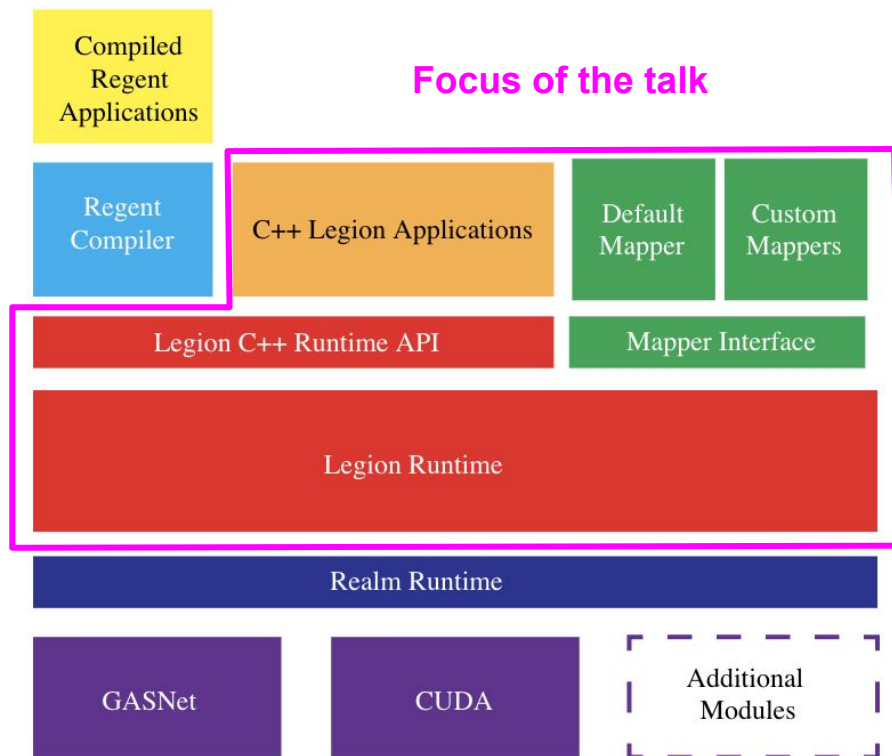 Compiled
Regent
Applications
Focus of the talk
Regent
Compiler
C++ Legion Applications
Default
Mapper
Custom
Mappers
Legion C++ Runtime API
Mapper Interface
Legion Runtime
Realm Runtime
GASNet
CUDA
Additional
Modules